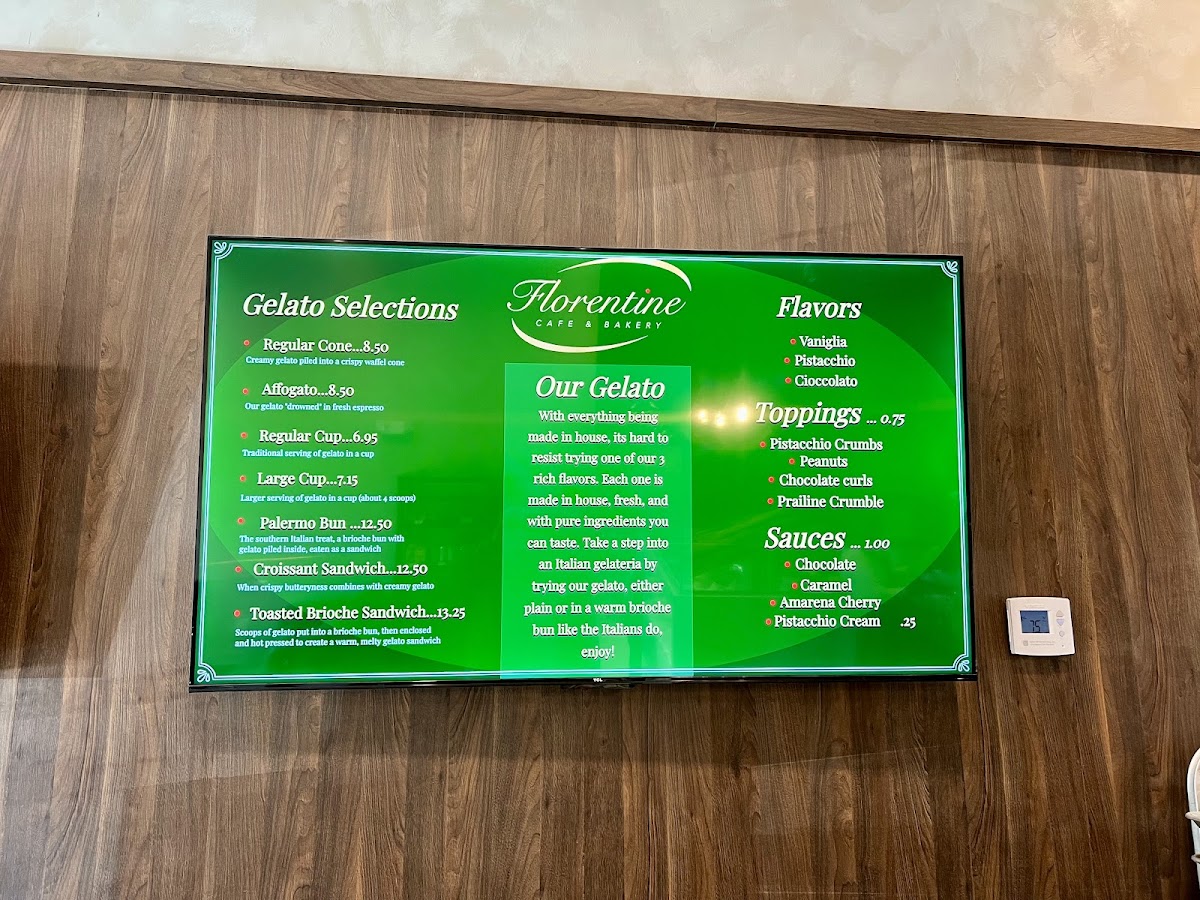 Gelato Selections
Regular Cone...8.50
Creamy gelato piled into a crispy waffel cone
Affogato...8.50
Our gelato "drowned" in fresh espresso
Regular Cup...6.95
Traditional serving of gelato in a cup
Large Cup...7.15
Larger serving of gelato in a cup (about 4 scoops)
Palermo Bun ...12.50
The southern Italian treat, a brioche bun with
gelato piled inside, eaten as a sandwich
Croissant Sandwich...12.50
When crispy butteryness combines with creamy gelato
Toasted Brioche Sandwich...13.25
Scoops of gelato put into a brioche bun, then enclosed
and hot pressed to create a warm, melty gelato sandwich
Florentine
CAFE & BAKERY
Our Gelato
With everything being
made in house, its hard to
resist trying one of our 3
rich flavors. Each one is
made in house, fresh, and
with pure ingredients you
can taste. Take a step into
an Italian gelateria by
trying our gelato, either
plain or in a warm brioche
bun like the Italians do,
enjoy!
Flavors
Vaniglia
Pistacchio
Cioccolato
Toppings ... 0.75
Pistacchio Crumbs
Peanuts
Chocolate curls
Prailine Crumble
Sauces ... 1.00
Chocolate
Caramel
Amarena Cherry
Pistacchio Cream .25
TCL
75